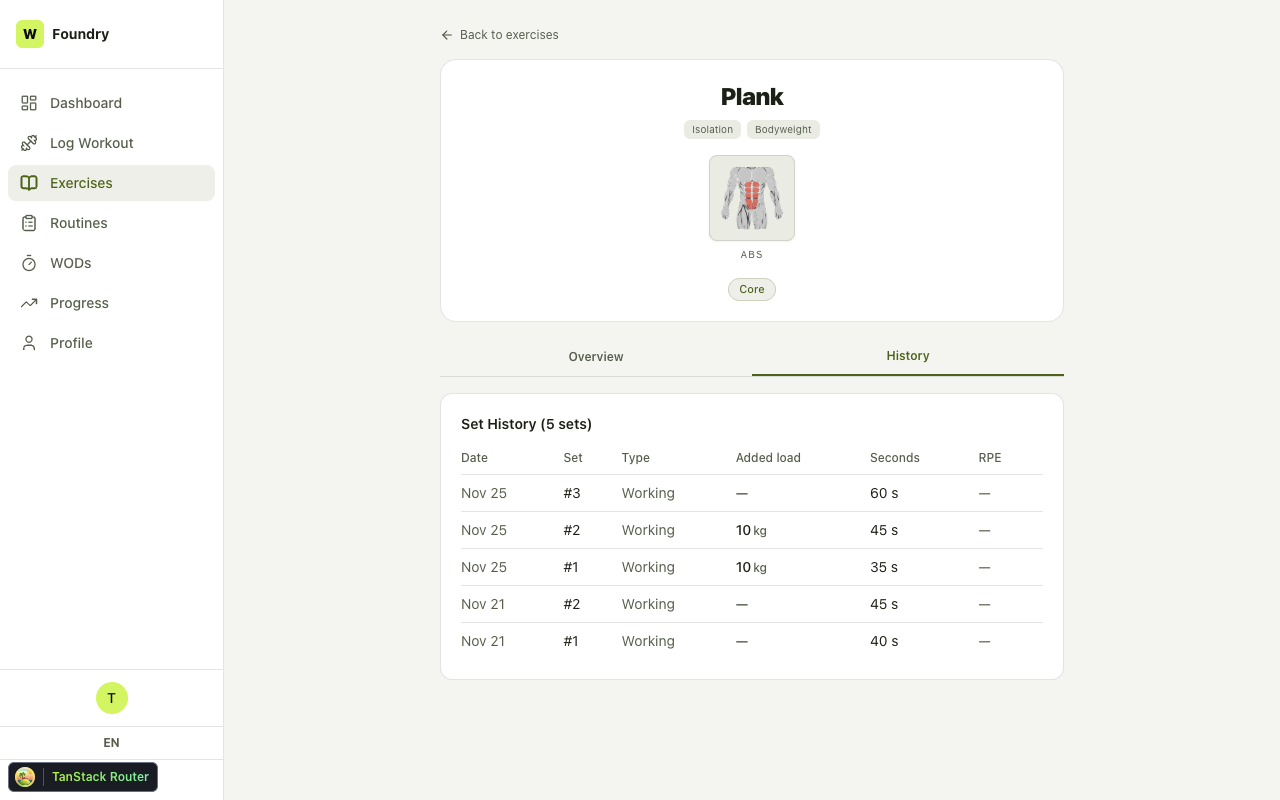 W Foundry
Dashboard
Log Workout
Exercises
Routines
WODs
Progress
Profile
T
EN
TanStack Router
Back to exercises
Plank
Isolation Bodyweight
ABS
Core
Overview History
Set History (5 sets)
Date Set Type Added load Seconds RPE
Nov 25 #3 Working — 60 s —
Nov 25 #2 Working 10 kg 45 s —
Nov 25 #1 Working 10 kg 35 s —
Nov 21 #2 Working — 45 s —
Nov 21 #1 Working — 40 s —